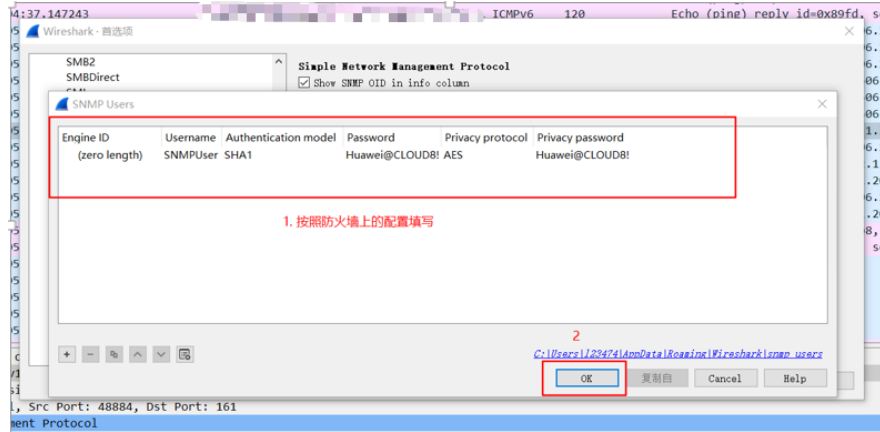 4:37.147243 ICMPv6 120 Echo (ping) reply id=0x89fd, s
Wireshark · 首选项
SMB2
SMBDirect
Simple Network Management Protocol
Show SNMP OID in info column
SNMP Users
Engine ID Username Authentication model Password Privacy protocol Privacy password
(zero length) SNMPUser SHA1 Huawei@CLOUD8! AES Huawei@CLOUD8!
1. 按照防火墙上的配置填写
2
C:\Users\l23474\AppData\Roaming\Wireshark\snmp_users
OK 复制自 Cancel Help
, Src Port: 48884, Dst Port: 161
ment Protocol